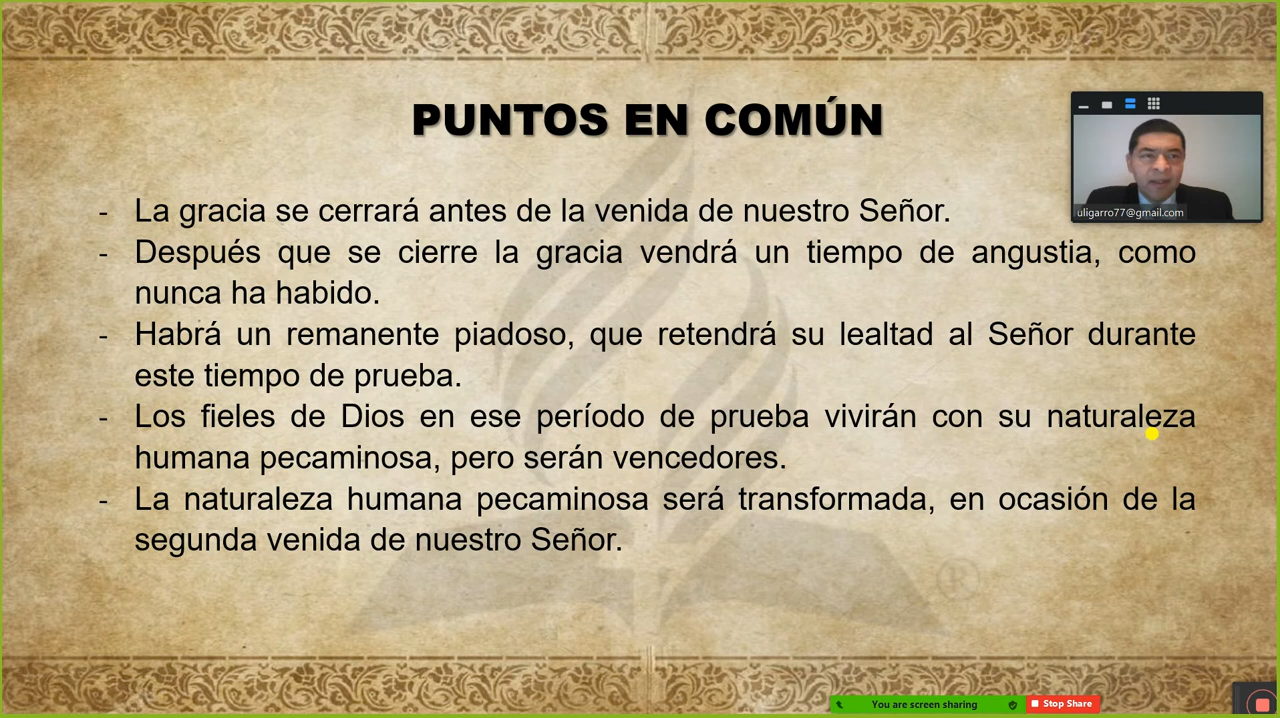 PUNTOS EN COMÚN
uligarro77@gmail.com
- La gracia se cerrará antes de la venida de nuestro Señor.
- Después que se cierre la gracia vendrá un tiempo de angustia, como
nunca ha habido.
- Habrá un remanente piadoso, que retendrá su lealtad al Señor durante
este tiempo de prueba.
- Los fieles de Dios en ese período de prueba vivirán con su naturaleza
humana pecaminosa, pero serán vencedores.
- La naturaleza humana pecaminosa será transformada, en ocasión de la
segunda venida de nuestro Señor.
®
You are screen sharing
Stop Share